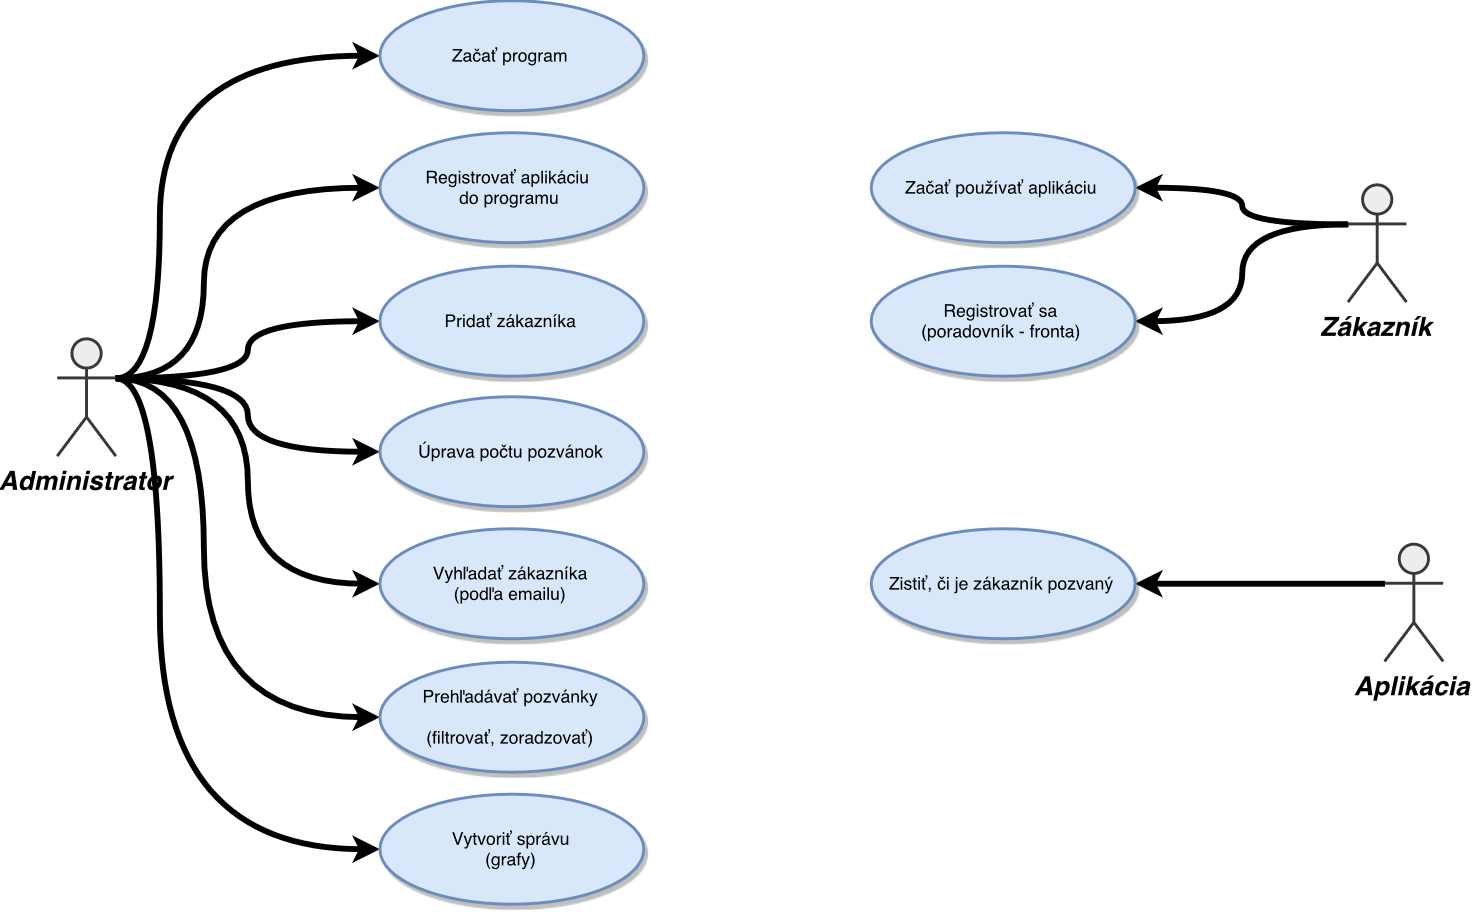 Začať program
Registrovať aplikáciu
do programu
Pridať zákazníka
Úprava počtu pozvánok
Vyhľadať zákazníka
(podľa emailu)
Prehľadávať pozvánky
(filtrovať, zoradzovať)
Vytvoriť správu
(grafy)
Administrator
Začať používať aplikáciu
Registrovať sa
(poradovník - fronta)
Zákazník
Zistiť, či je zákazník pozvaný
Aplikácia